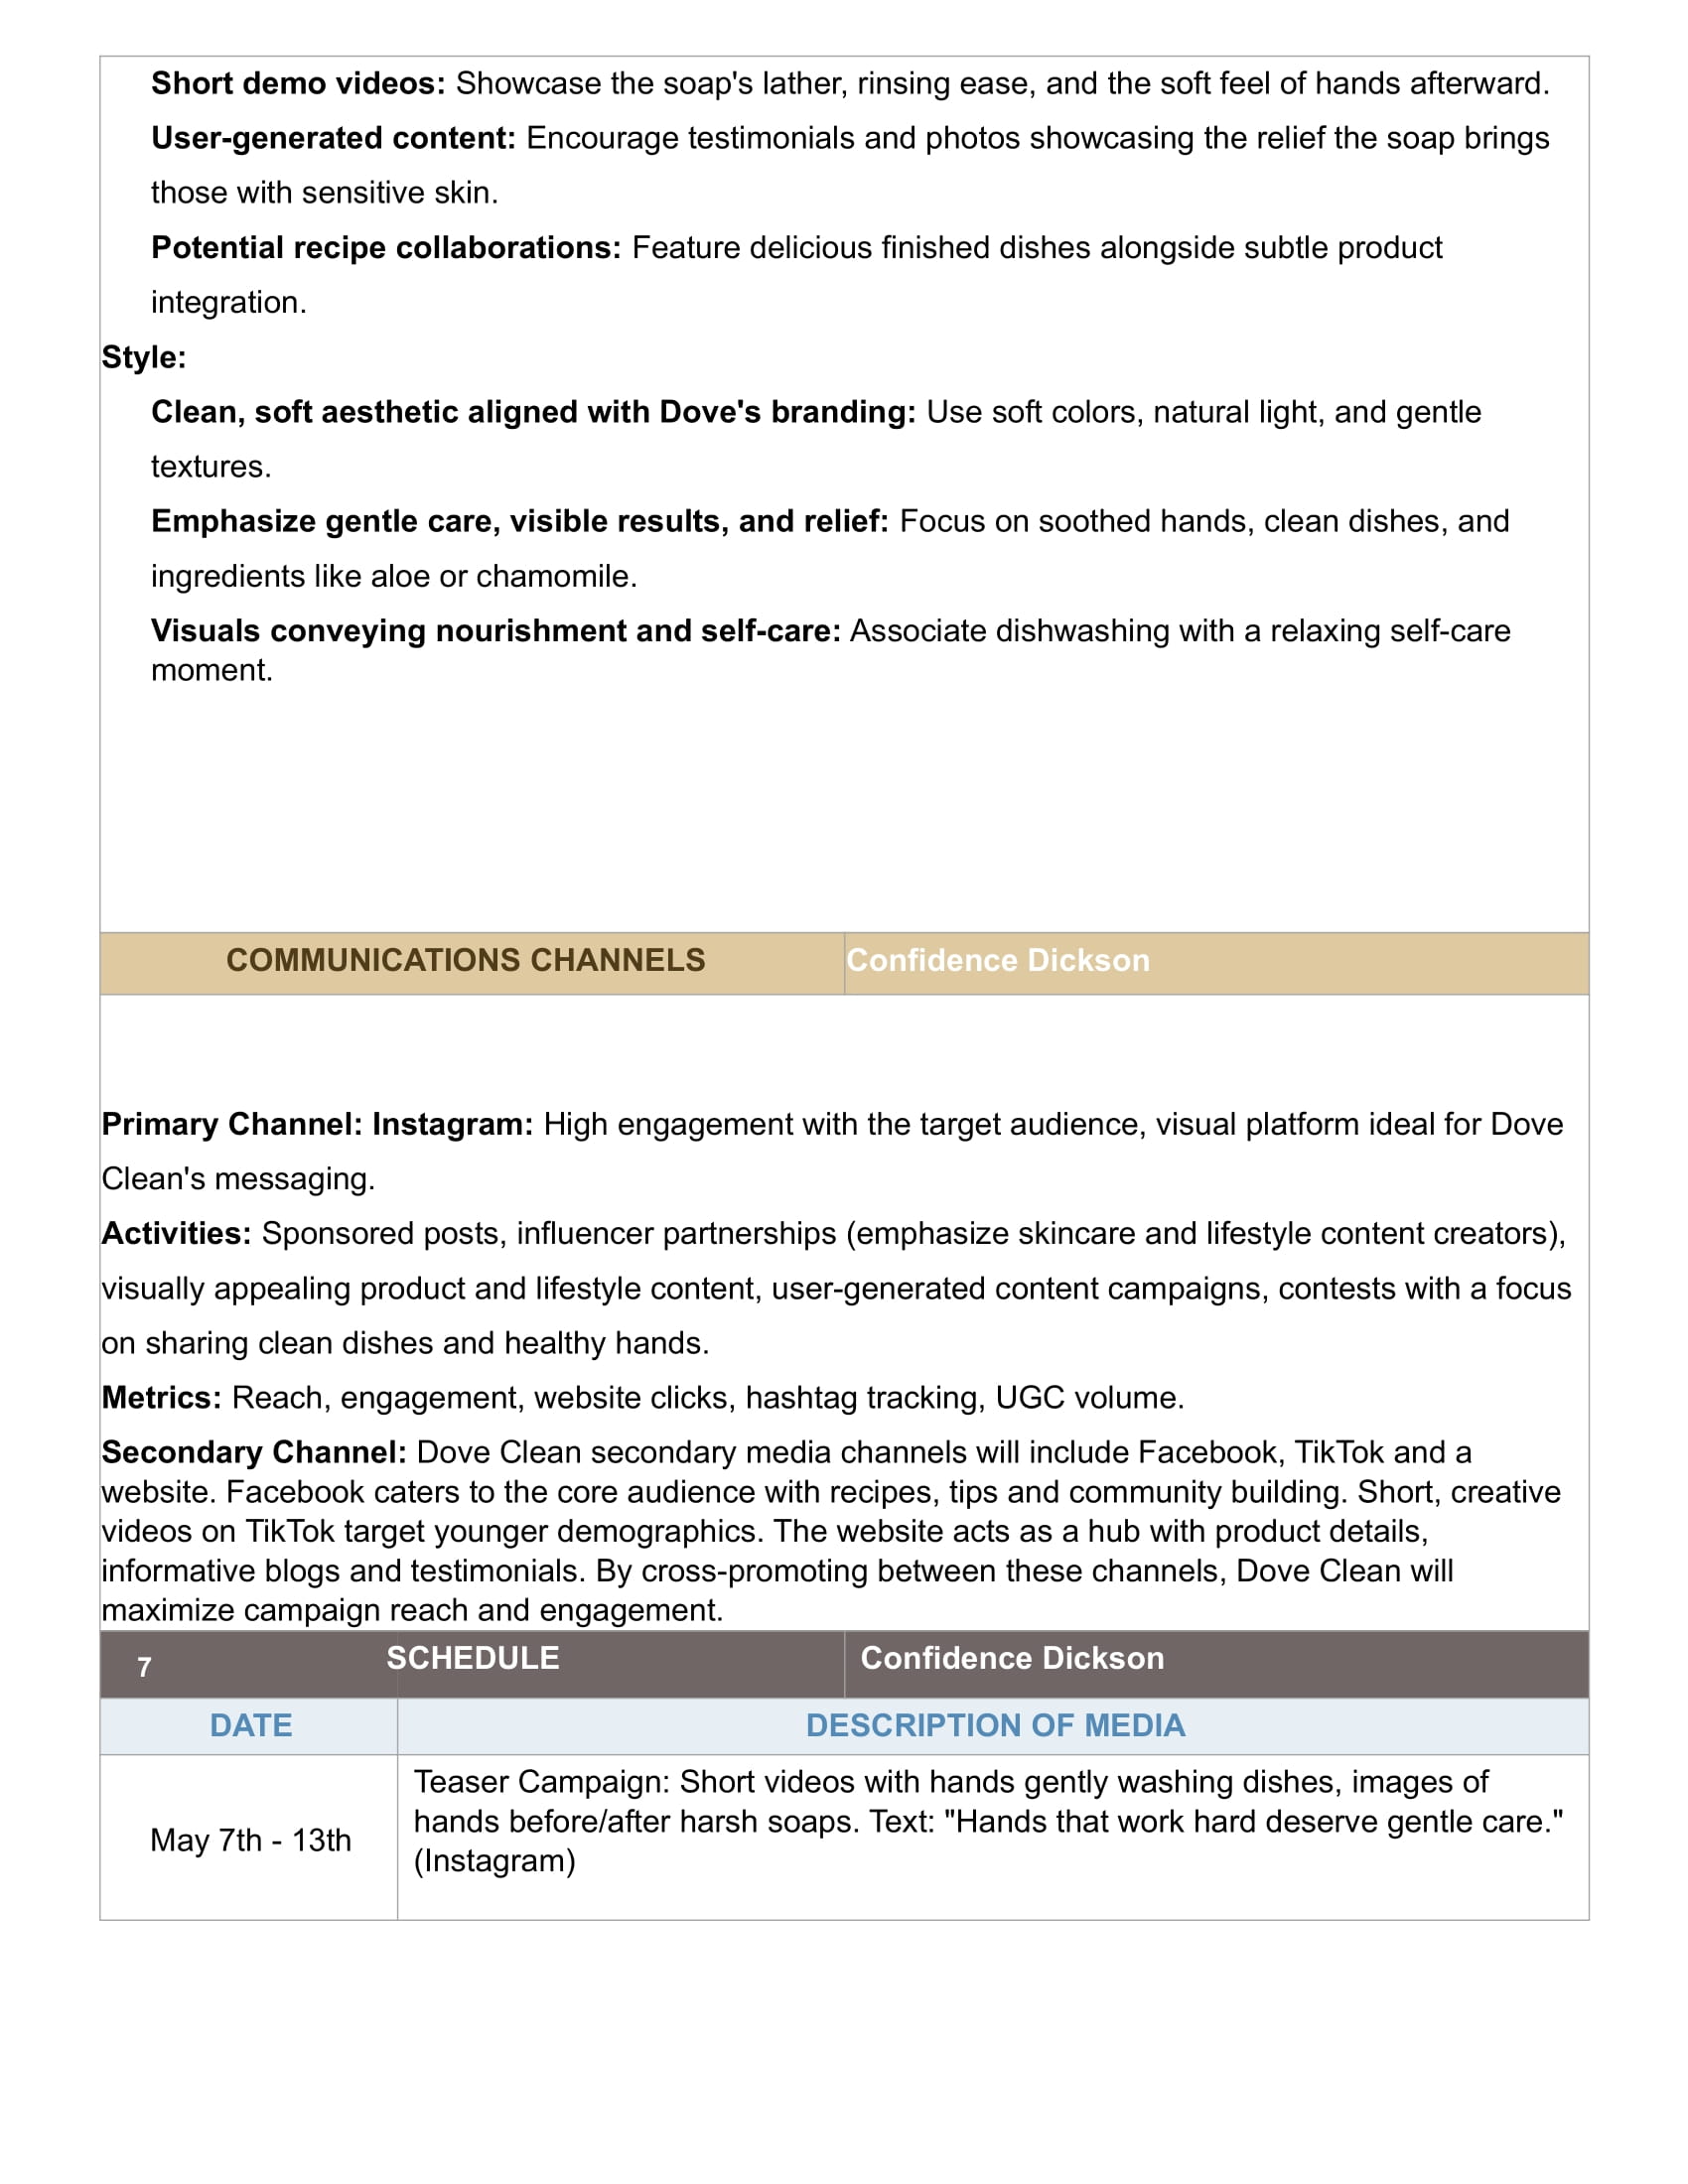 Short demo videos: Showcase the soap's lather, rinsing ease, and the soft feel of hands afterward.
User-generated content: Encourage testimonials and photos showcasing the relief the soap brings
those with sensitive skin.
Potential recipe collaborations: Feature delicious finished dishes alongside subtle product
integration.
Style:
Clean, soft aesthetic aligned with Dove's branding: Use soft colors, natural light, and gentle
textures.
Emphasize gentle care, visible results, and relief: Focus on soothed hands, clean dishes, and
ingredients like aloe or chamomile.
Visuals conveying nourishment and self-care: Associate dishwashing with a relaxing self-care
moment.
COMMUNICATIONS CHANNELS Confidence Dickson
Primary Channel: Instagram: High engagement with the target audience, visual platform ideal for Dove
Clean's messaging.
Activities: Sponsored posts, influencer partnerships (emphasize skincare and lifestyle content creators),
visually appealing product and lifestyle content, user-generated content campaigns, contests with a focus
on sharing clean dishes and healthy hands.
Metrics: Reach, engagement, website clicks, hashtag tracking, UGC volume.
Secondary Channel: Dove Clean secondary media channels will include Facebook, TikTok and a
website. Facebook caters to the core audience with recipes, tips and community building. Short, creative
videos on TikTok target younger demographics. The website acts as a hub with product details,
informative blogs and testimonials. By cross-promoting between these channels, Dove Clean will
maximize campaign reach and engagement.
7 SCHEDULE Confidence Dickson
DATE DESCRIPTION OF MEDIA
May 7th - 13th
Teaser Campaign: Short videos with hands gently washing dishes, images of
hands before/after harsh soaps. Text: "Hands that work hard deserve gentle care."
(Instagram)